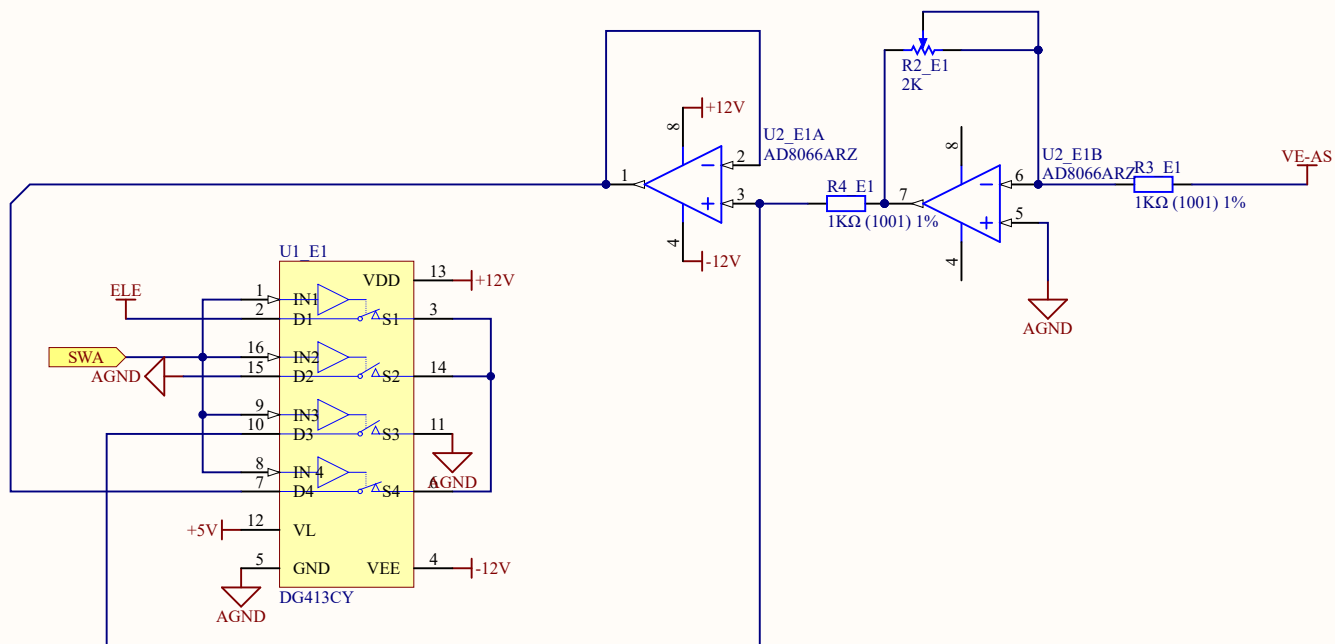 R2_E1
2K
+12V
8
U2_E1A
AD8066ARZ
2
1
3
4
-12V
R4_E1
1KΩ (1001) 1%
8
7
U2_E1B
AD8066ARZ
6
5
4
R3_E1
1KΩ (1001) 1%
VE-AS
AGND
U1_E1
VDD 13 +12V
ELE
1 IN1
2 D1 S1 3
SWA
16 IN2
AGND 15 D2 S2 14
9 IN3
10 D3 S3 11
8 IN 4
AGND
7 D4 S4 6
+5V 12 VL
5 GND VEE 4 -12V
AGND
DG413CY